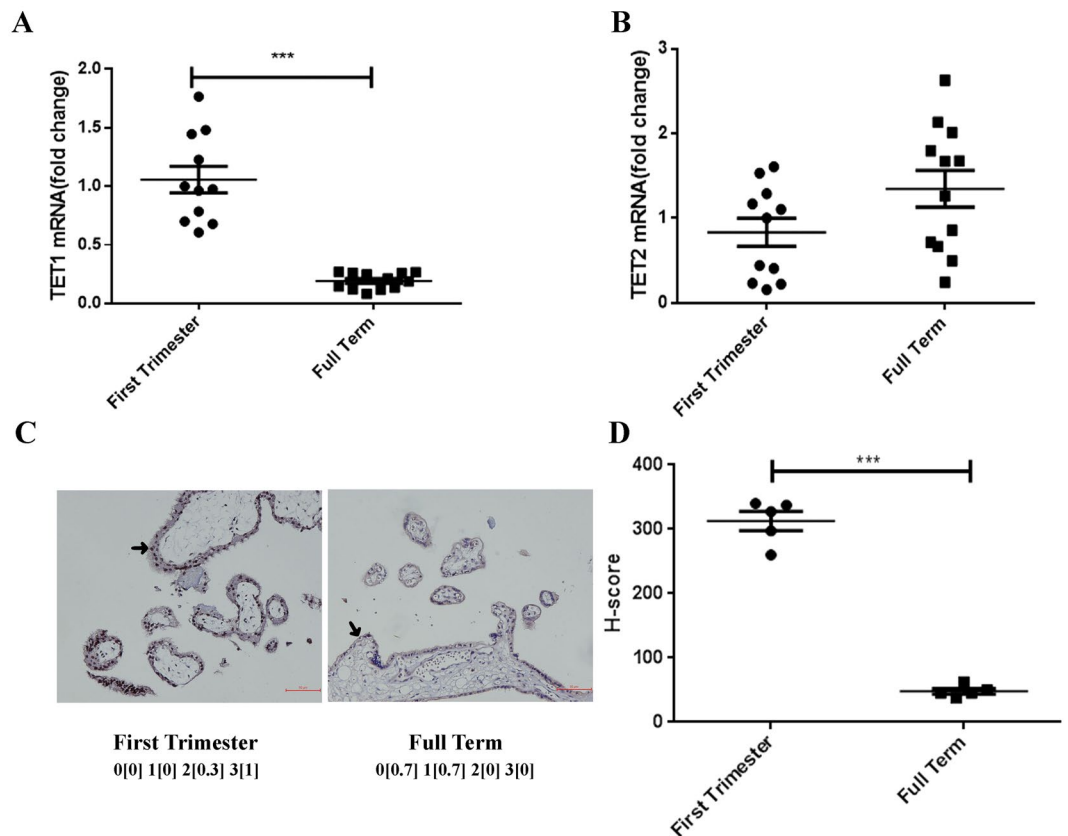 A
TET1 mRNA(fold change)
2.0
1.5
1.0
0.5
0.0
***
First Trimester
Full Term
B
TET2 mRNA(fold change)
3
2
1
0
First Trimester
Full Term
C
First Trimester
0[0] 1[0] 2[0.3] 3[1]
Full Term
0[0.7] 1[0.7] 2[0] 3[0]
D
H-score
400
300
200
100
50
0
***
First Trimester
Full Term